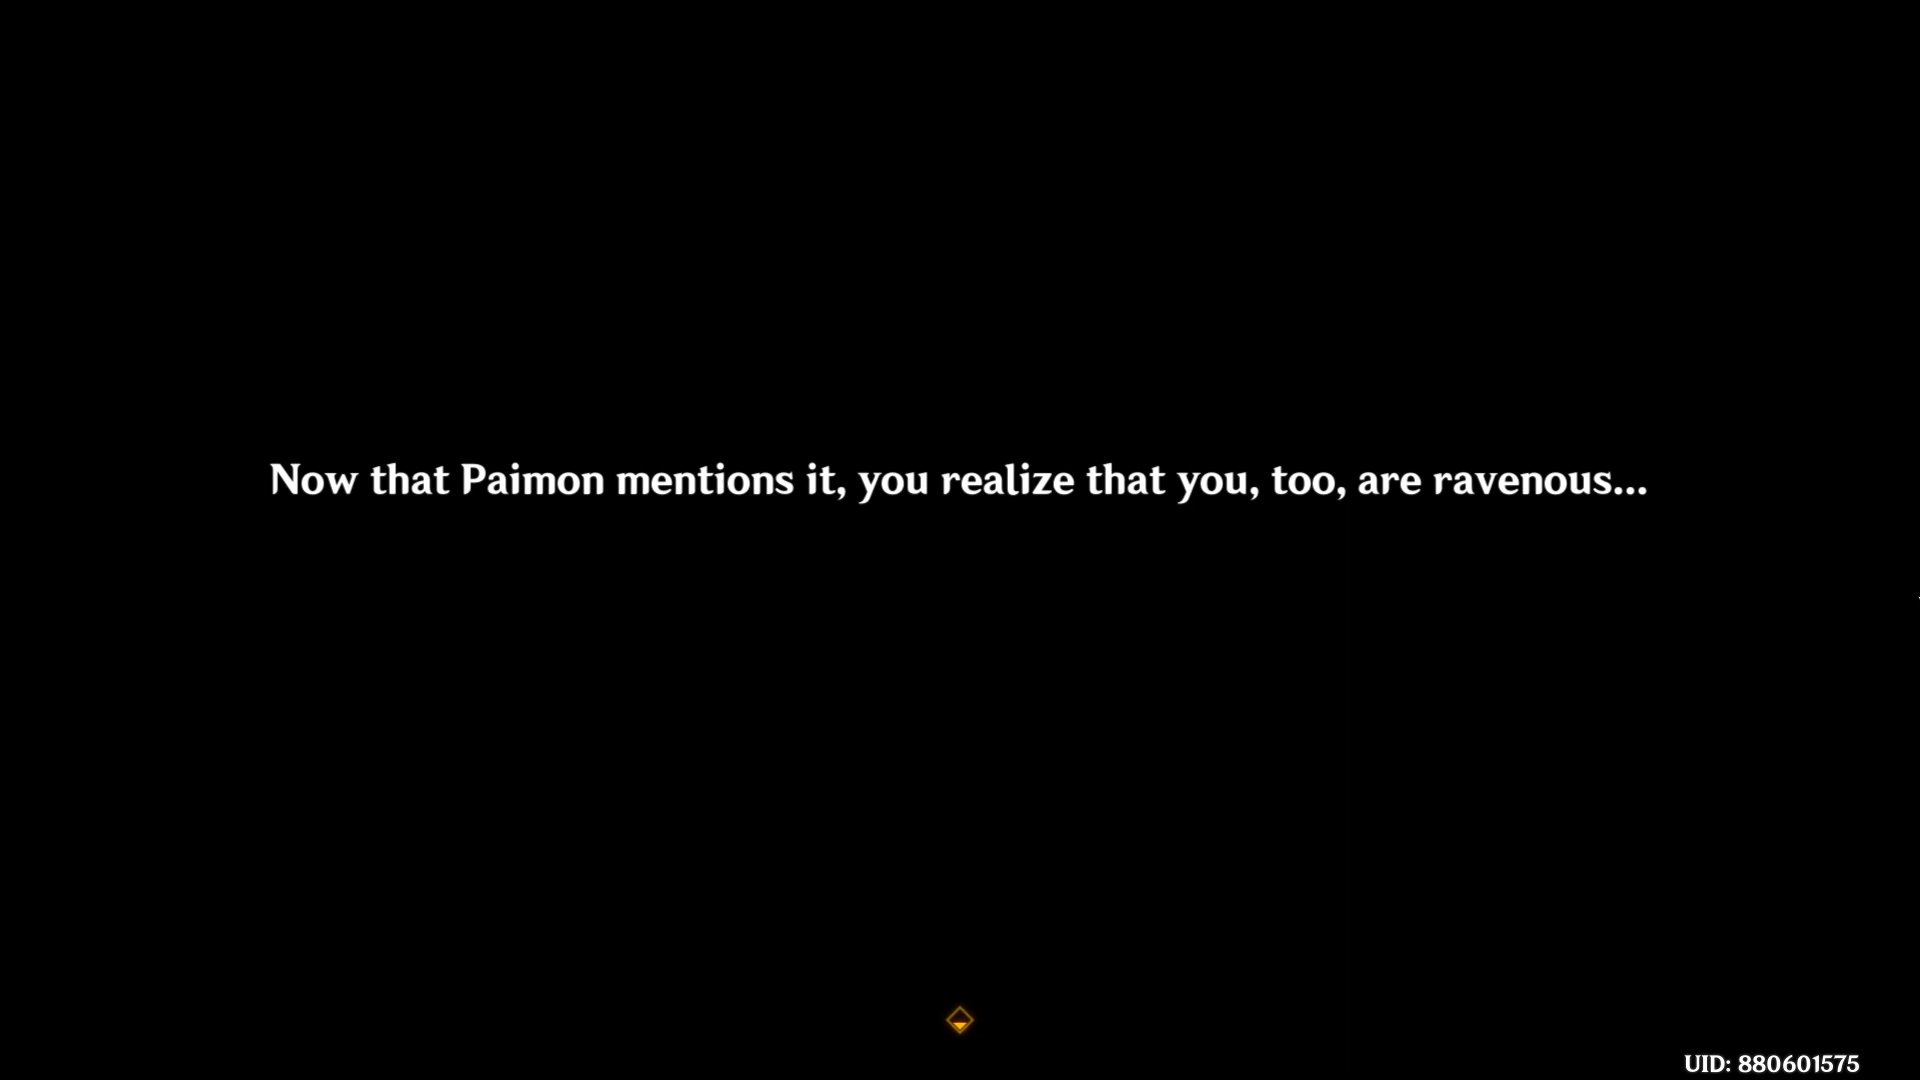 Now that Paimon mentions it, you realize that you, too, are ravenous...
UID: 880601575